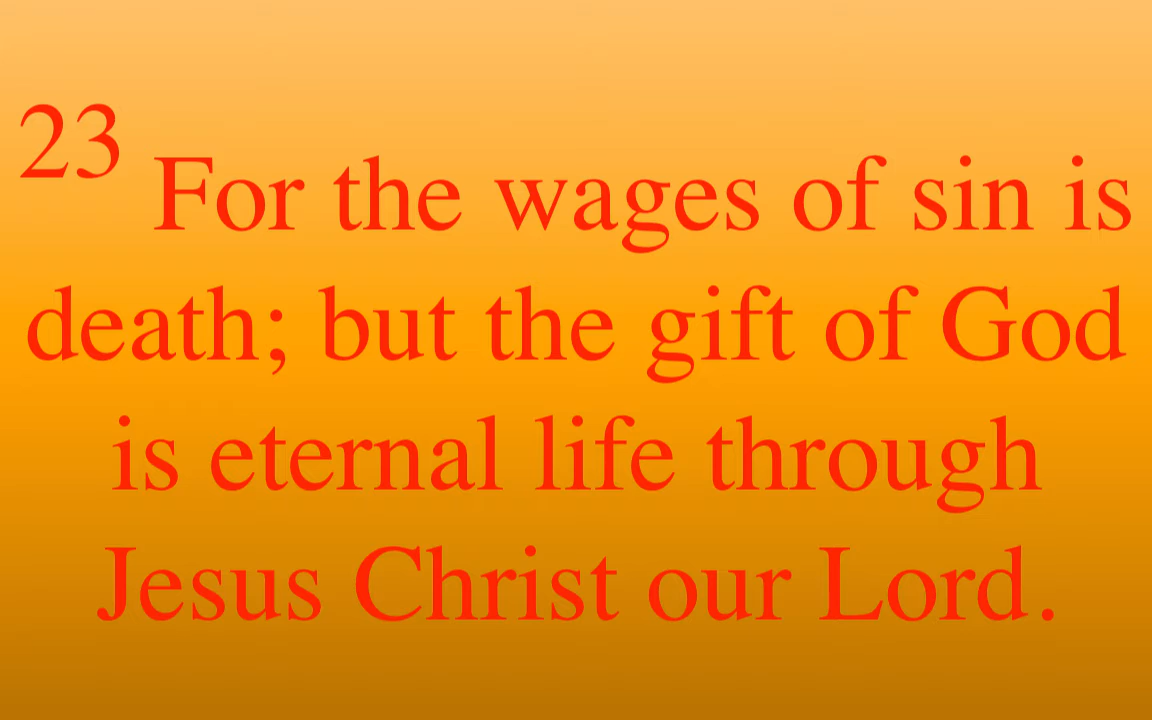 23 For the wages of sin is
death; but the gift of God
is eternal life through
Jesus Christ our Lord.